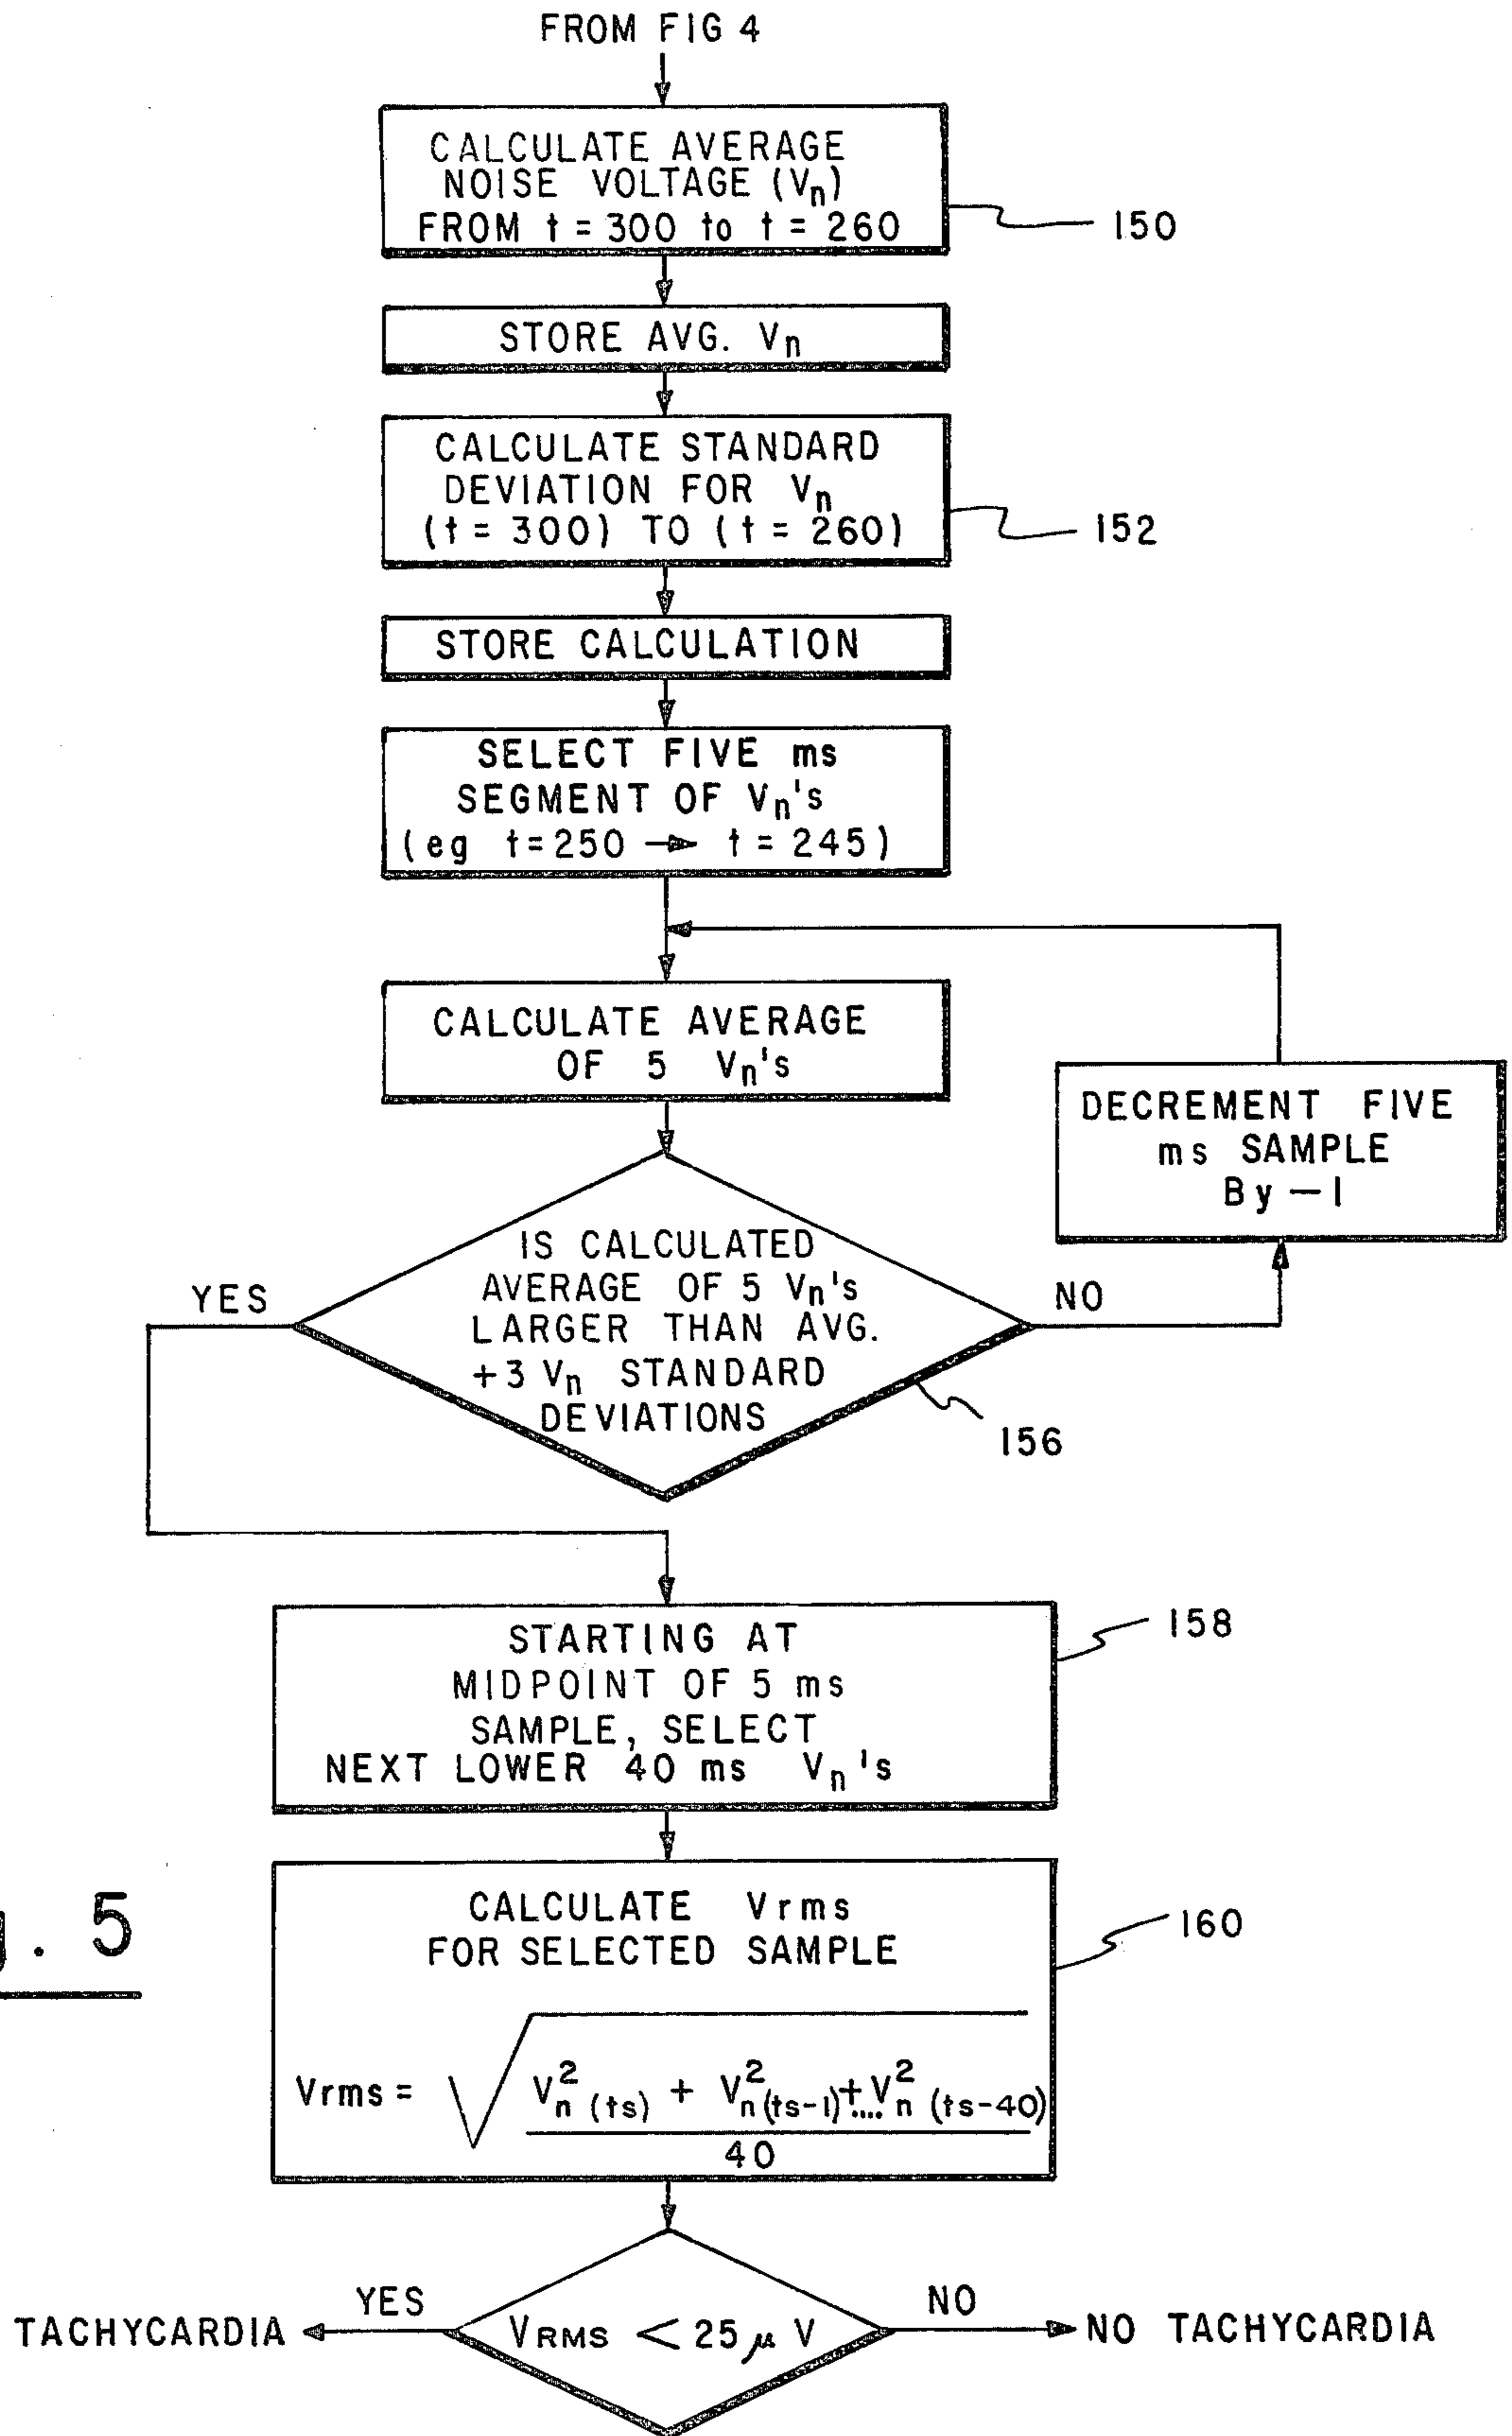 FROM FIG 4
CALCULATE AVERAGE
NOISE VOLTAGE (Vn)
FROM t = 300 to t = 260
150
STORE AVG. Vn
CALCULATE STANDARD
DEVIATION FOR Vn
(t = 300) TO (t = 260)
152
STORE CALCULATION
SELECT FIVE ms
SEGMENT OF Vn's
(eg t=250 → t = 245)
CALCULATE AVERAGE
OF 5 Vn's
DECREMENT FIVE
ms SAMPLE
By -1
IS CALCULATED
AVERAGE OF 5 Vn's
LARGER THAN AVG.
+3 Vn STANDARD
DEVIATIONS
YES
NO
156
STARTING AT
MIDPOINT OF 5 ms
SAMPLE, SELECT
NEXT LOWER 40 ms Vn's
158
CALCULATE Vrms
FOR SELECTED SAMPLE
160
Vrms = √ Vn² (ts) + Vn² (ts-1) +.... Vn² (ts-40)
40
. 5
VRMS < 25 μ V
YES
NO
TACHYCARDIA
NO TACHYCARDIA